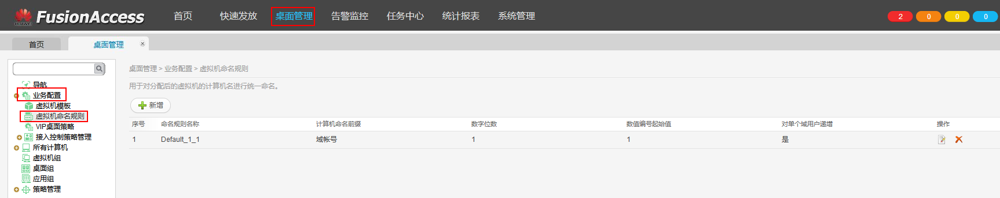 HUAWEI FusionAccess 首页 快速发放 桌面管理 告警监控 任务中心 统计报表 系统管理 2 0 0 0
首页 桌面管理
导航
业务配置
虚拟机模板
虚拟机命名规则
VIP桌面策略
接入控制策略管理
所有计算机
虚拟机组
桌面组
应用组
策略管理
桌面管理 > 业务配置 > 虚拟机命名规则
用于对分配后的虚拟机的计算机名进行统一命名。
新增
序号 命名规则名称 计算机命名前缀 数字位数 数值编号起始值 对单个域用户递增 操作
1 Default_1_1 域帐号 1 1 是